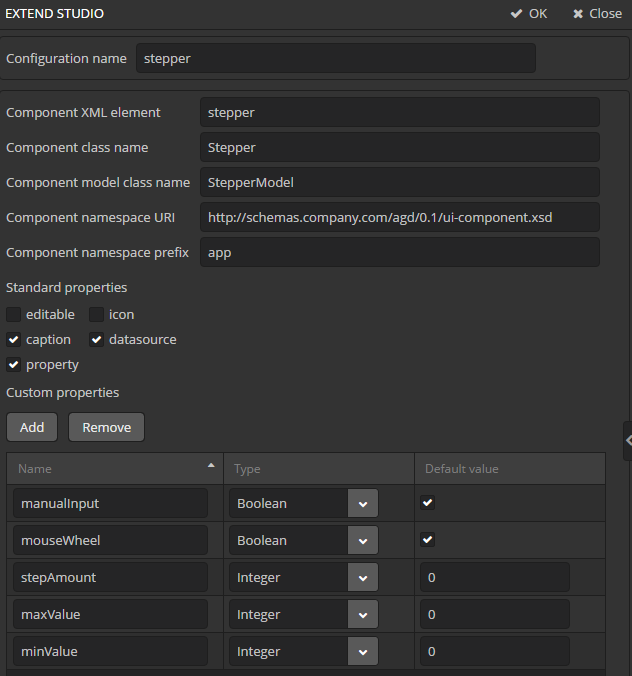 EXTEND STUDIO OK Close
Configuration name stepper
Component XML element stepper
Component class name Stepper
Component model class name StepperModel
Component namespace URI http://schemas.company.com/agd/0.1/ui-component.xsd
Component namespace prefix app
Standard properties
editable icon
caption datasource
property
Custom properties
Add Remove
Name Type Default value
manualInput Boolean
mouseWheel Boolean
stepAmount Integer 0
maxValue Integer 0
minValue Integer 0